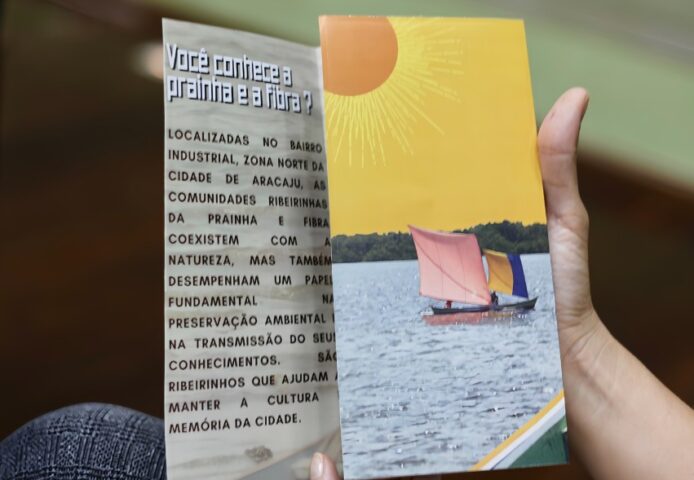 Você conhece a
prainha e a fibra ?
LOCALIZADAS NO BAIRRO
INDUSTRIAL, ZONA NORTE DA
CIDADE DE ARACAJU, AS
COMUNIDADES RIBEIRINHAS
DA PRAINHA E FIBRA
COEXISTEM COM A
NATUREZA, MAS TAMBÉM
DESEMPENHAM UM PAPEL
FUNDAMENTAL NA
PRESERVAÇÃO AMBIENTAL E
NA TRANSMISSÃO DO SEUS
CONHECIMENTOS. SÃO
RIBEIRINHOS QUE AJUDAM A
MANTER A CULTURA
MEMÓRIA DA CIDADE.